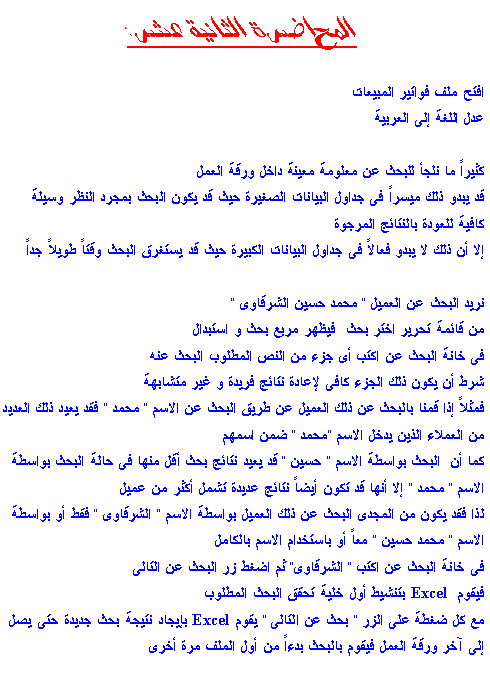 المحاضرة الثانية عشر:
افتح ملف فواتير المبيعات
عدل اللغة إلى العربية
كثيراً ما نلجأ للبحث عن معلومة معينة داخل ورقة العمل
قد يبدو ذلك ميسراً فى جداول البيانات الصغيرة حيث قد يكون البحث بمجرد النظر وسيلة
كافية للعودة بالنتائج المرجوة
إلا أن ذلك لا يبدو فعالاً فى جداول البيانات الكبيرة حيث قد يستغرق البحث وقتاً طويلاً جداً
نريد البحث عن العميل " محمد حسين الشرقاوى "
من قائمة تحرير اختر بحث فيظهر مربع بحث و استبدال
فى خانة البحث عن اكتب أى جزء من النص المطلوب البحث عنه
شرط أن يكون ذلك الجزء كافى لإعادة نتائج فريدة و غير متشابهة
فمثلاً إذا قمنا بالبحث عن ذلك العميل عن طريق البحث عن الاسم " محمد " فقد يعيد ذلك العديد
من العملاء الذين يدخل الاسم "محمد " ضمن اسمهم
كما أن البحث بواسطة الاسم " حسين " قد يعيد نتائج بحث أقل منها فى حالة البحث بواسطة
الاسم " محمد " إلا أنها قد تكون أيضاً نتائج عديدة تشمل أكثر من عميل
لذا فقد يكون من المجدى البحث عن ذلك العميل بواسطة الاسم " الشرقاوى " فقط أو بواسطة
الاسم " محمد حسين " معاً أو باستخدام الاسم بالكامل
فى خانة البحث عن اكتب " الشرقاوى" ثم اضغط زر البحث عن التالى
فيقوم Excel بتنشيط أول خلية تحقق البحث المطلوب
مع كل ضغطة على الزر " بحث عن التالى " يقوم Excel بإيجاد نتيجة بحث جديدة حتى يصل
إلى آخر ورقة العمل فيقوم بالبحث بدءاً من أول الملف مرة أخرى